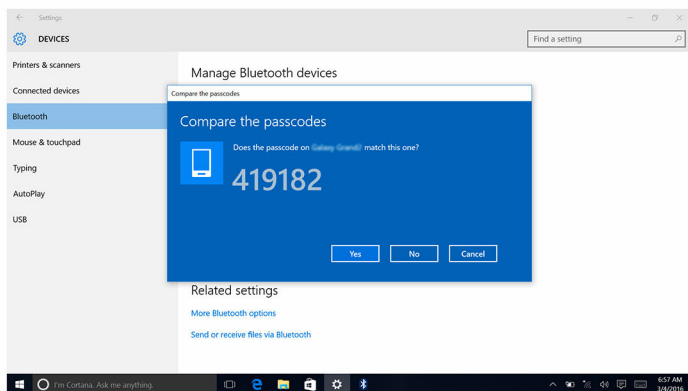 Settings
DEVICES
Find a setting
Printers & scanners
Connected devices
Bluetooth
Mouse & touchpad
Typing
AutoPlay
USB
Manage Bluetooth devices
Compare the passcodes
Compare the passcodes
Does the passcode on Galaxy Grand2 match this one?
419182
Yes No Cancel
Related settings
More Bluetooth options
Send or receive files via Bluetooth
I'm Cortana. Ask me anything.
6:57 AM
3/4/2016